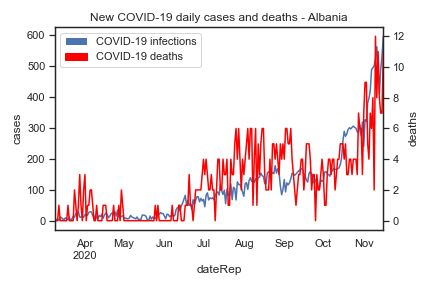 New COVID-19 daily cases and deaths - Albania
COVID-19 infections
COVID-19 deaths
600
500
400
300
200
100
0
cases
12
10
8
6
4
2
0
deaths
Apr May Jun Jul Aug Sep Oct Nov
2020
dateRep